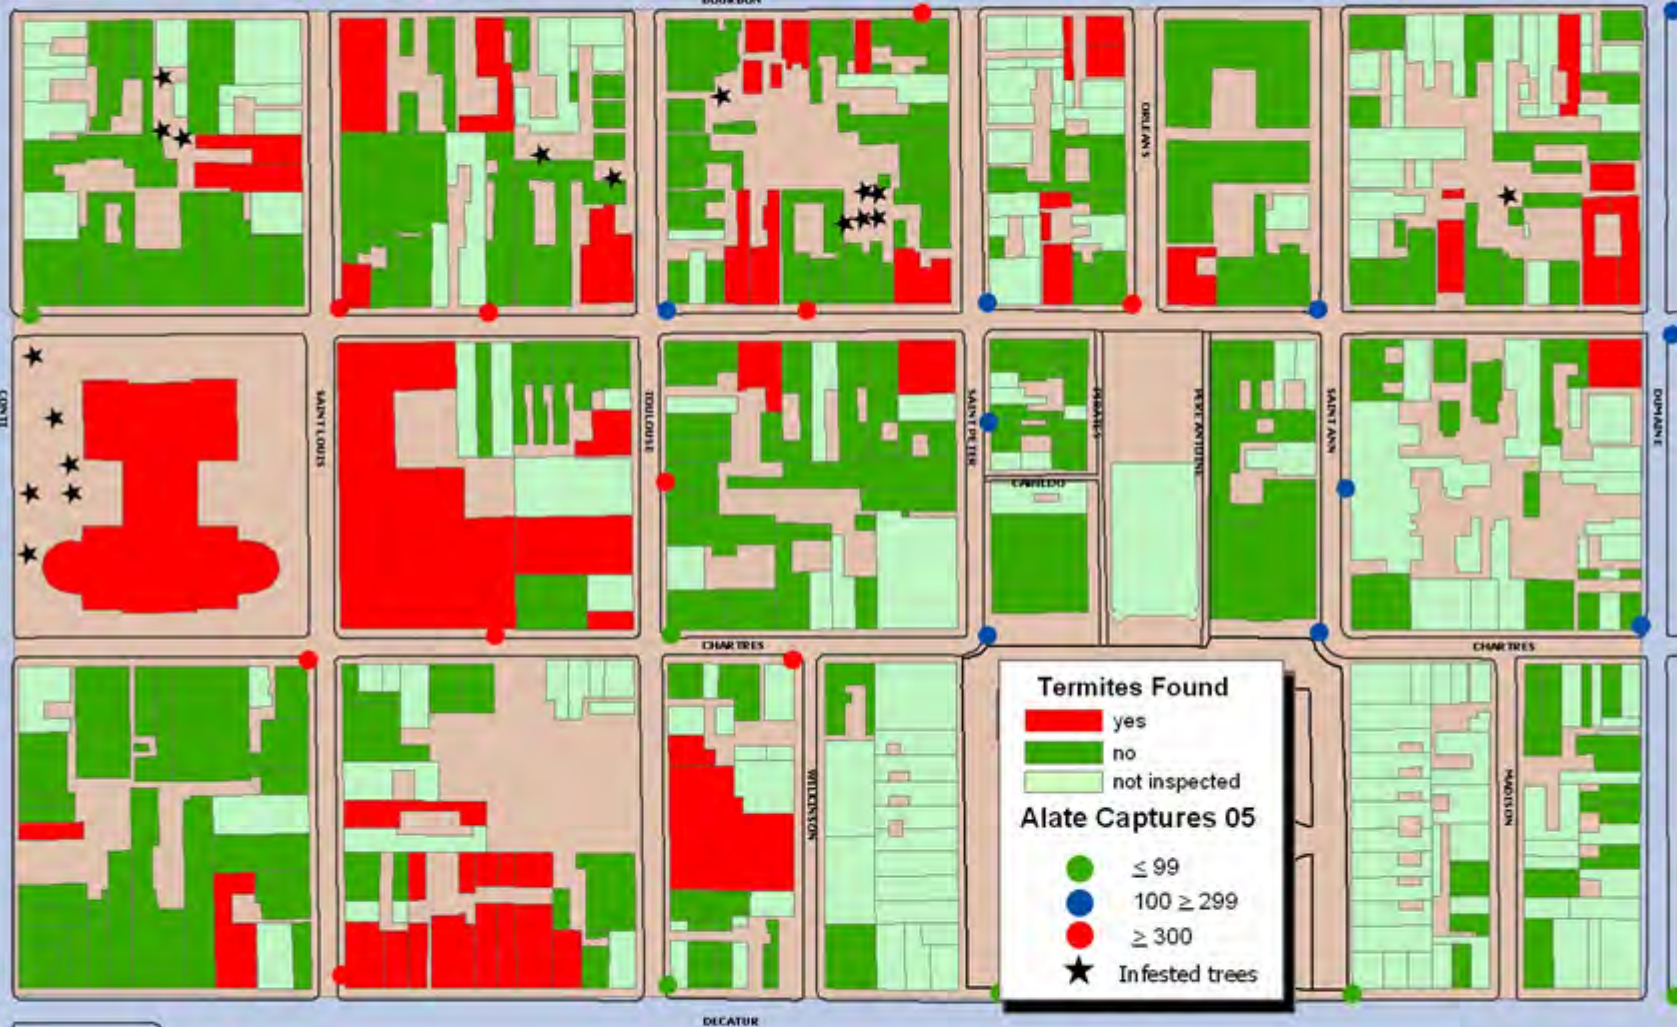 BOURBON
ORLEANS
CONTI
SAINT LOUIS
TOULOUSE
SAINT PETER
PIRATES
PERE ANTOINE
SAINT ANN
DUMAINE
CABILDO
CHARTRES
CHARTRES
WILKINSON
MADISON
DECATUR
Termites Found
yes
no
not inspected
Alate Captures 05
≤ 99
100 ≥ 299
≥ 300
Infested trees